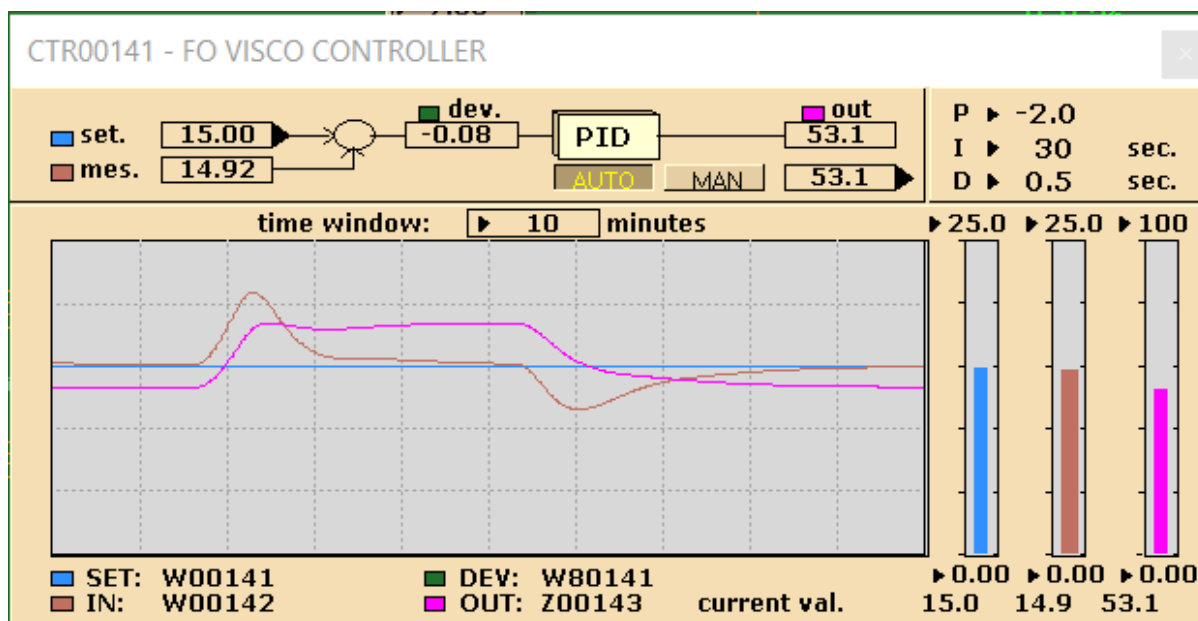 CTR00141 - FO VISCO CONTROLLER
×
dev. out
set. 15.00 -0.08 PID 53.1
mes. 14.92
AUTO MAN 53.1
P -2.0
I 30 sec.
D 0.5 sec.
time window: 10 minutes
25.0 25.0 100
0.00 0.00 0.00
SET: W00141 DEV: W80141
IN: W00142 OUT: Z00143 current val. 15.0 14.9 53.1